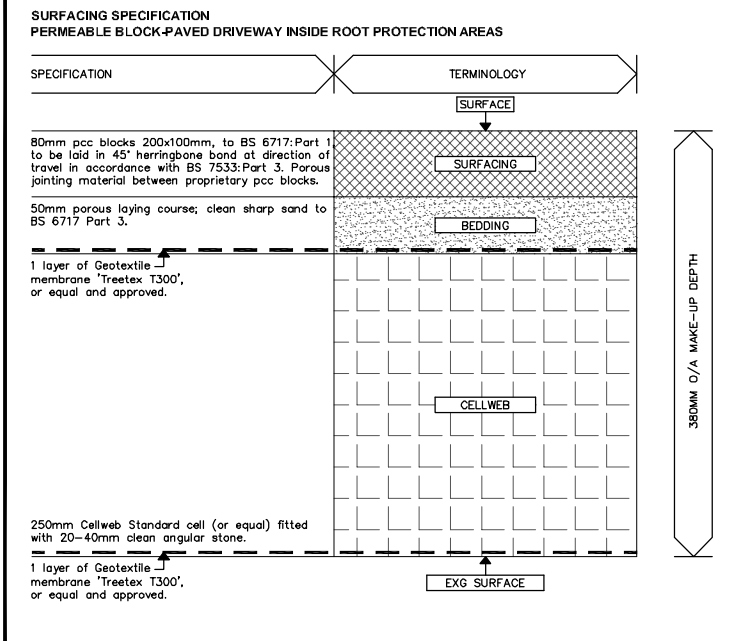 SURFACING SPECIFICATION
PERMEABLE BLOCK-PAVED DRIVEWAY INSIDE ROOT PROTECTION AREAS
SPECIFICATION
TERMINOLOGY
SURFACE
80mm pcc blocks 200x100mm, to BS 6717:Part 1
to be laid in 45° herringbone bond at direction of
travel in accordance with BS 7533:Part 3. Porous
jointing material between proprietary pcc blocks.
SURFACING
50mm porous laying course; clean sharp sand to
BS 6717 Part 3.
BEDDING
1 layer of Geotextile
membrane 'Treetex T300',
or equal and approved.
CELLWEB
380MM O/A MAKE-UP DEPTH
250mm Cellweb Standard cell (or equal) fitted
with 20-40mm clean angular stone.
1 layer of Geotextile
membrane 'Treetex T300',
or equal and approved.
EXG SURFACE